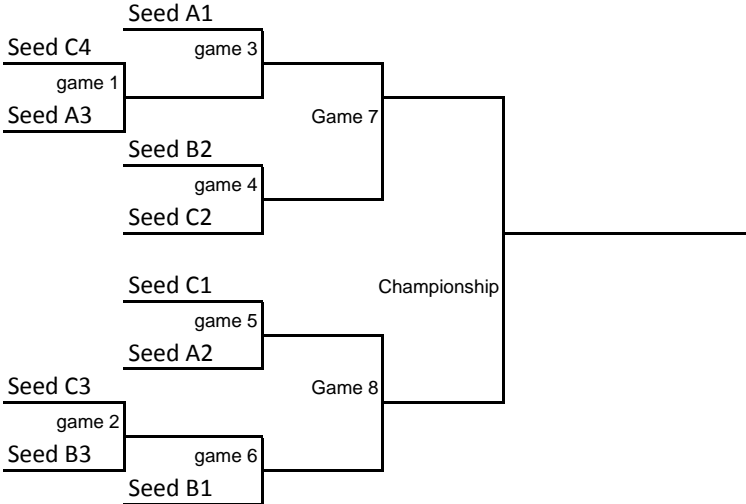 Seed A1
Seed C4
game 3
game 1
Seed A3
Game 7
Seed B2
game 4
Seed C2
Seed C1
Championship
game 5
Seed A2
Seed C3
Game 8
game 2
Seed B3
game 6
Seed B1